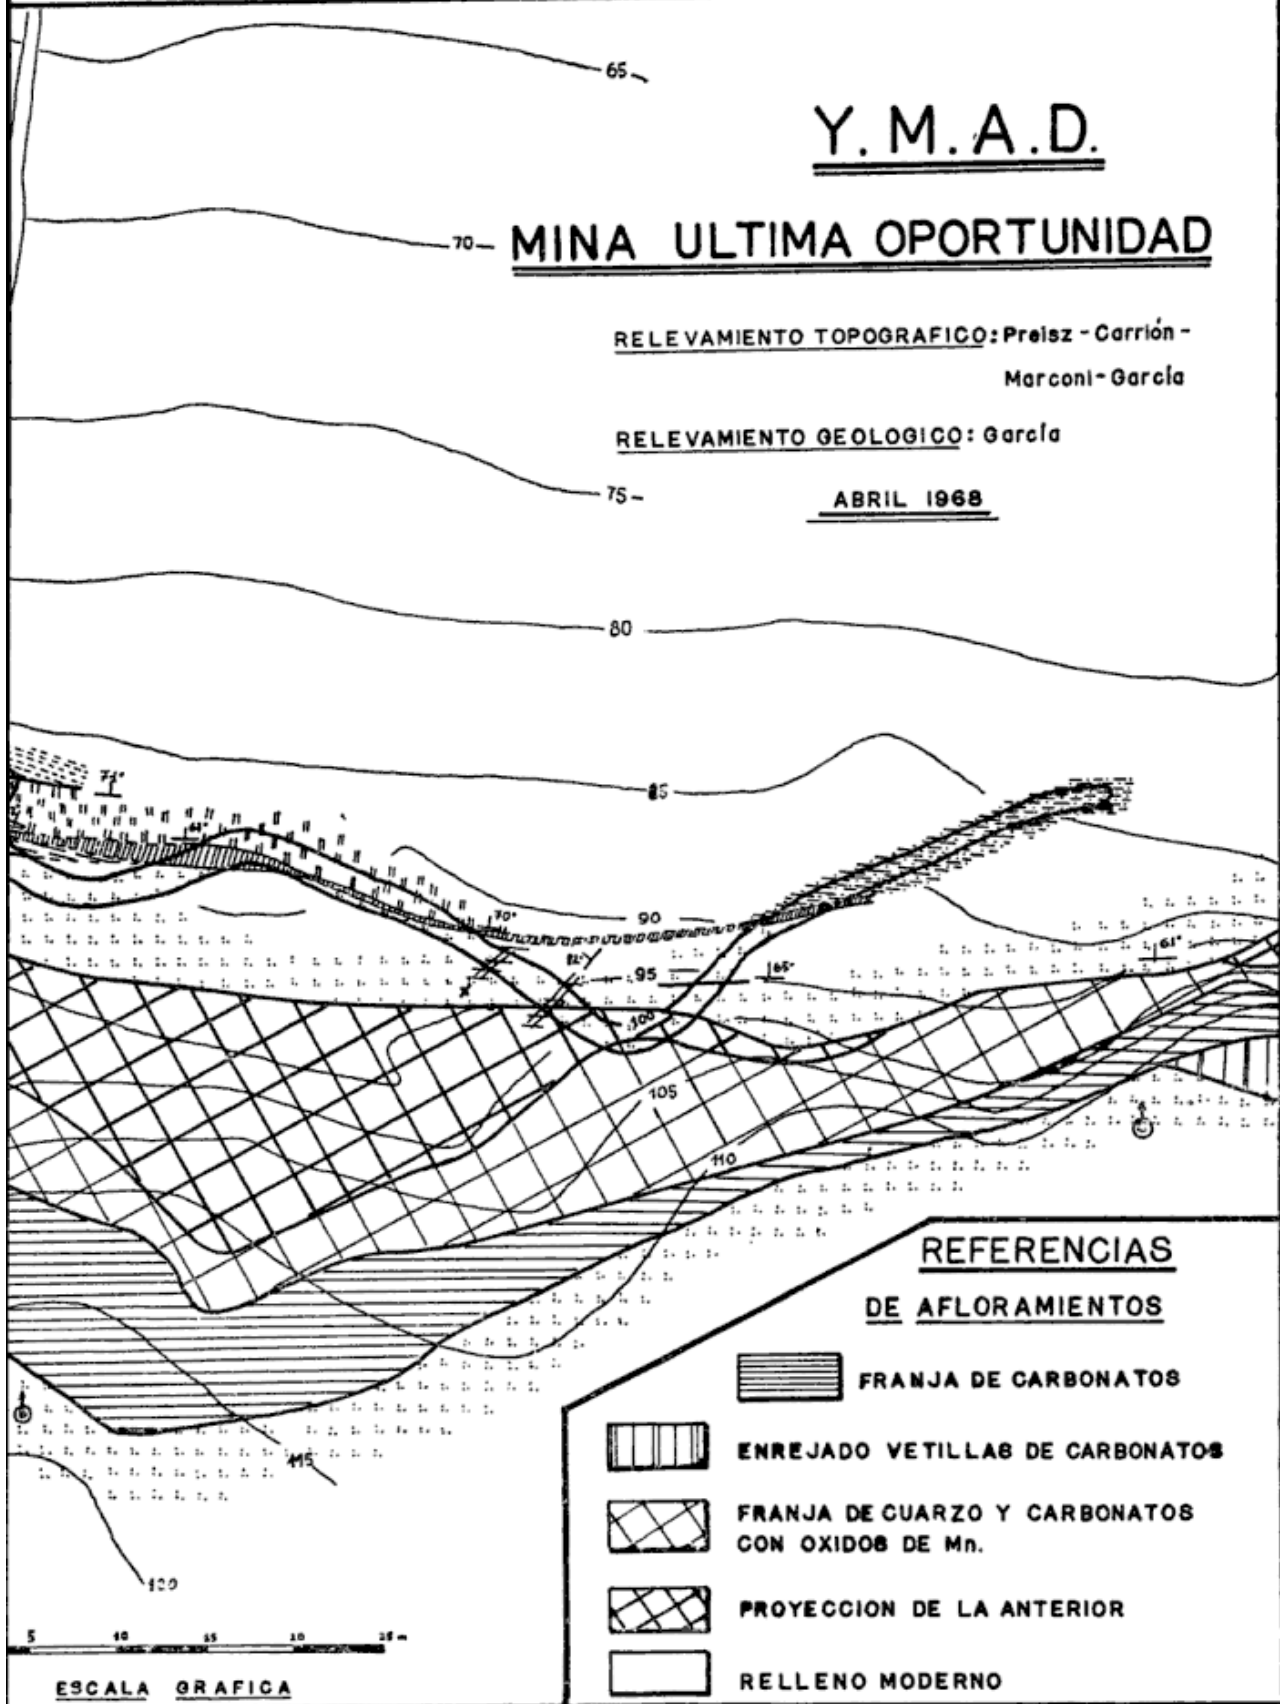 65
Y.M.A.D.
70
MINA ULTIMA OPORTUNIDAD
RELEVAMIENTO TOPOGRAFICO: Preisz - Carrión -
Marconi - García
RELEVAMIENTO GEOLOGICO: García
75
ABRIL 1968
80
85
71°
61°
90
70°
61°
82°
95
65°
100
105
110
REFERENCIAS
DE AFLORAMIENTOS
FRANJA DE CARBONATOS
ENREJADO VETILLAS DE CARBONATOS
115
FRANJA DE CUARZO Y CARBONATOS
CON OXIDOS DE Mn.
120
PROYECCION DE LA ANTERIOR
5 10 15 20 25 m
RELLENO MODERNO
ESCALA GRAFICA